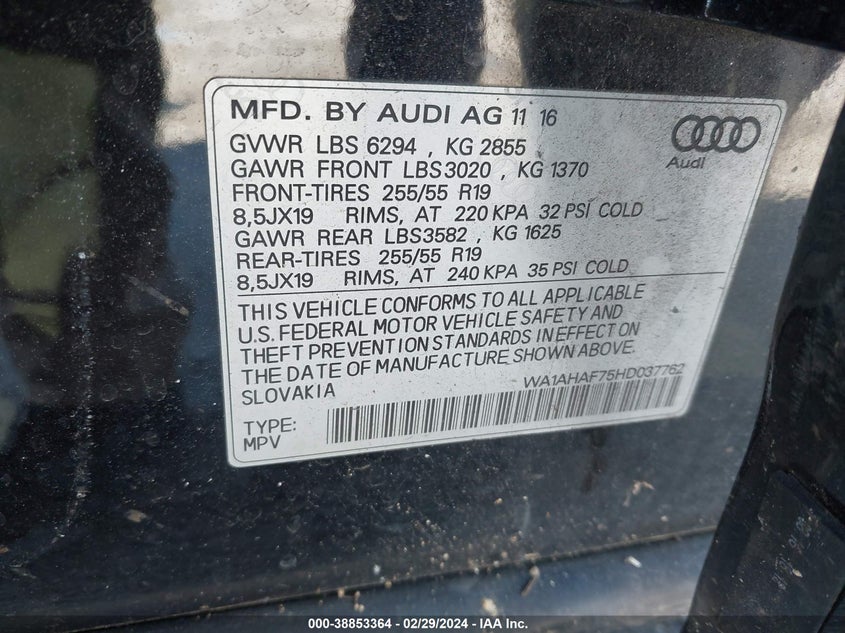 MFD. BY AUDI AG 11 16
Audi
GVWR LBS 6294 , KG 2855
GAWR FRONT LBS3020 , KG 1370
FRONT-TIRES 255/55 R19
8,5JX19 RIMS, AT 220 KPA 32 PSI COLD
GAWR REAR LBS3582 , KG 1625
REAR-TIRES 255/55 R19
8,5JX19 RIMS, AT 240 KPA 35 PSI COLD
THIS VEHICLE CONFORMS TO ALL APPLICABLE
U.S. FEDERAL MOTOR VEHICLE SAFETY AND
THEFT PREVENTION STANDARDS IN EFFECT ON
THE DATE OF MANUFACTURE SHOWN ABOVE.
SLOVAKIA WA1AHAF75HD037762
TYPE:
MPV
000-38853364 - 02/29/2024 - IAA Inc.